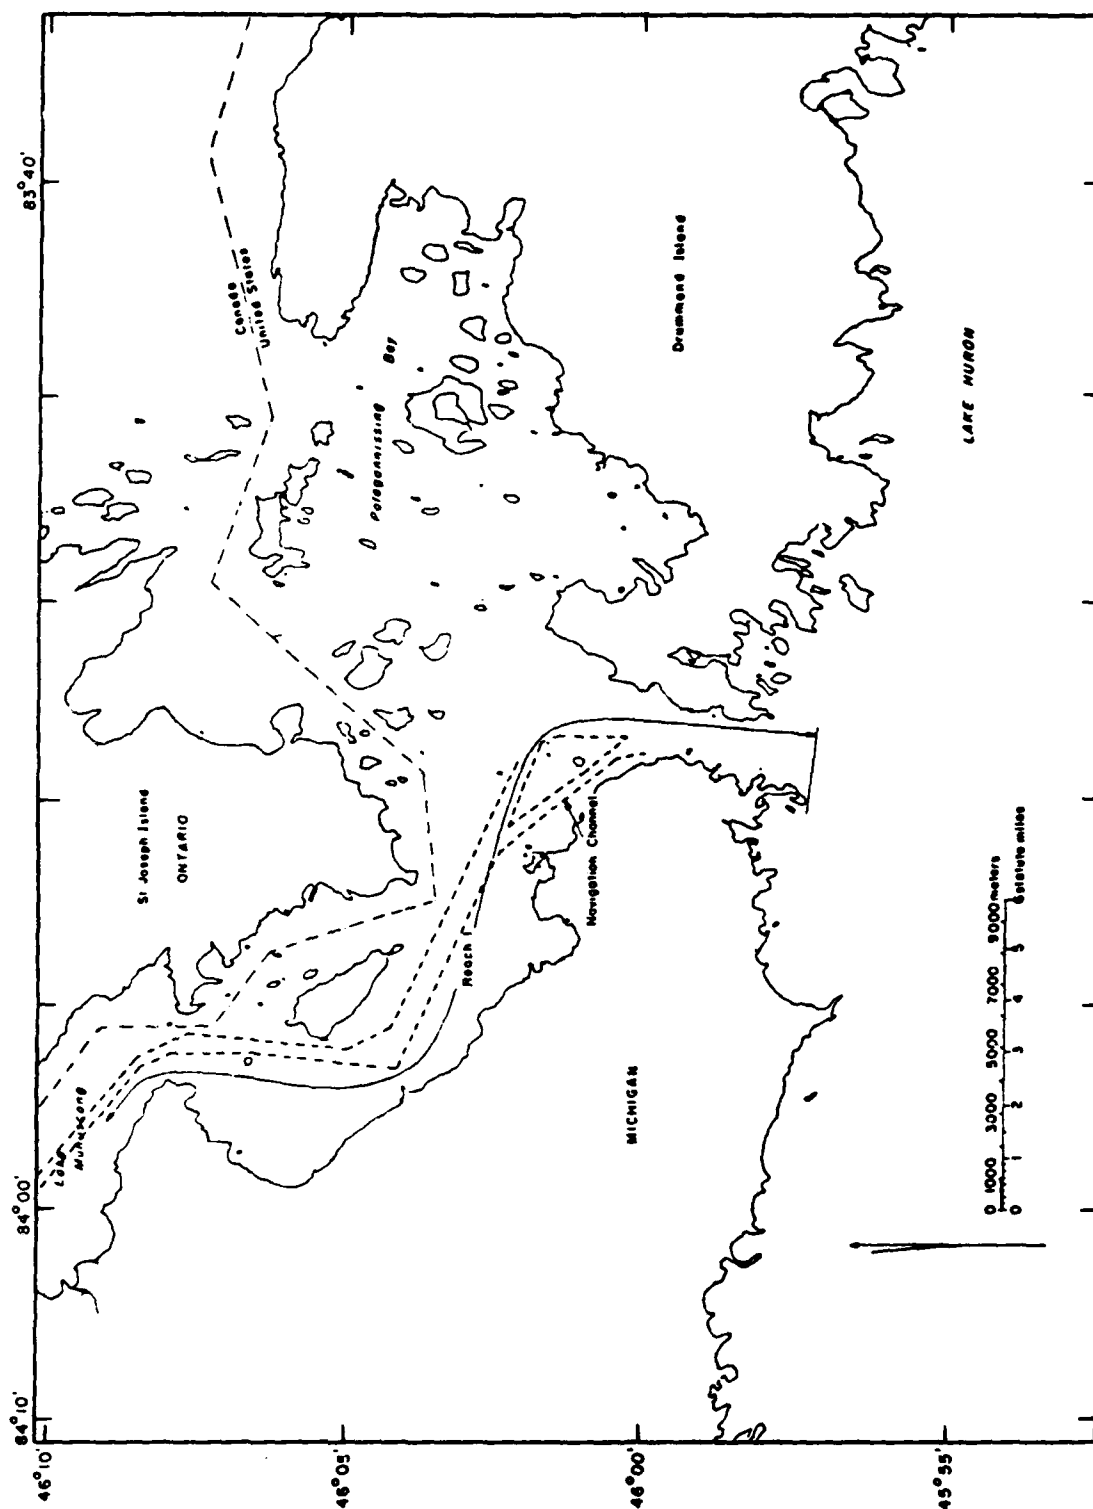 84°10'
84°00'
83°40'
46°10'
46°05'
46°00'
45°55'
Lake
Munuscong
St Joseph Island
ONTARIO
Canada
United States
Potagannissing
Bay
Reach 1
Navigation Channel
MICHIGAN
Drummond Island
LAKE HURON
0 1000 3000 5000 7000 9000 meters
0 1 2 3 4 5 6 statute miles